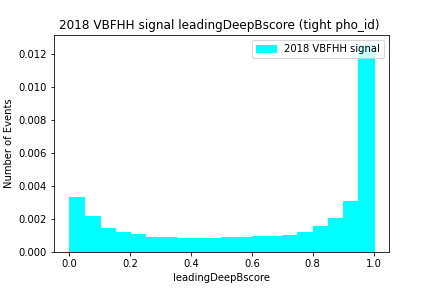 2018 VBFHH signal leadingDeepBscore (tight pho_id)
2018 VBFHH signal
Number of Events
0.012
0.010
0.008
0.006
0.004
0.002
0.000
0.0 0.2 0.4 0.6 0.8 1.0
leadingDeepBscore